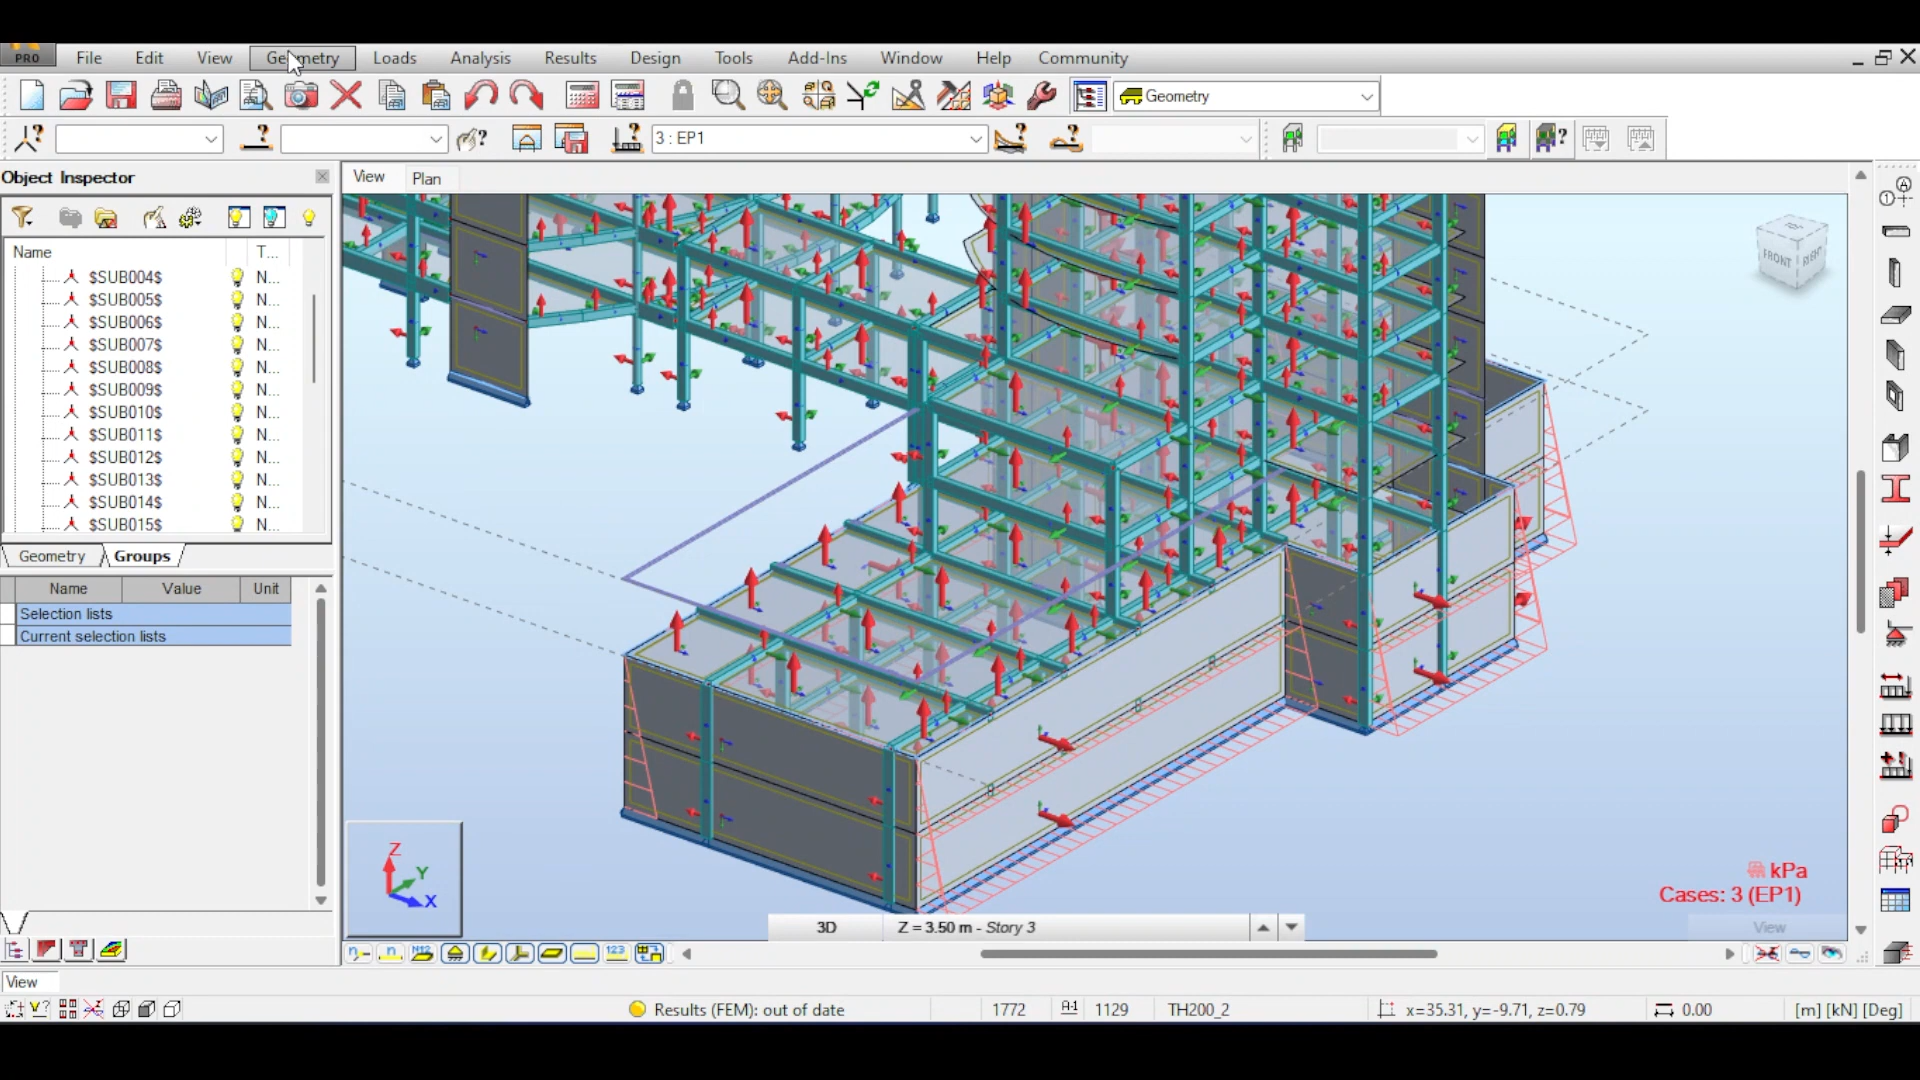 PRO File Edit View Geometry Loads Analysis Results Design Tools Add-Ins Window Help Community
Geometry
3 : EP1
Object Inspector
View Plan
Name T...
$SUB004$ N...
$SUB005$ N...
$SUB006$ N...
$SUB007$ N...
$SUB008$ N...
$SUB009$ N...
$SUB010$ N...
$SUB011$ N...
$SUB012$ N...
$SUB013$ N...
$SUB014$ N...
$SUB015$ N...
FRONT RIGHT
Geometry Groups
Name Value Unit
Selection lists
Current selection lists
Z
Y
X
kPa
Cases: 3 (EP1)
3D Z = 3.50 m - Story 3
View
View
Results (FEM): out of date 1772 1129 TH200_2 x=35.31, y=-9.71, z=0.79 0.00 [m] [kN] [Deg]